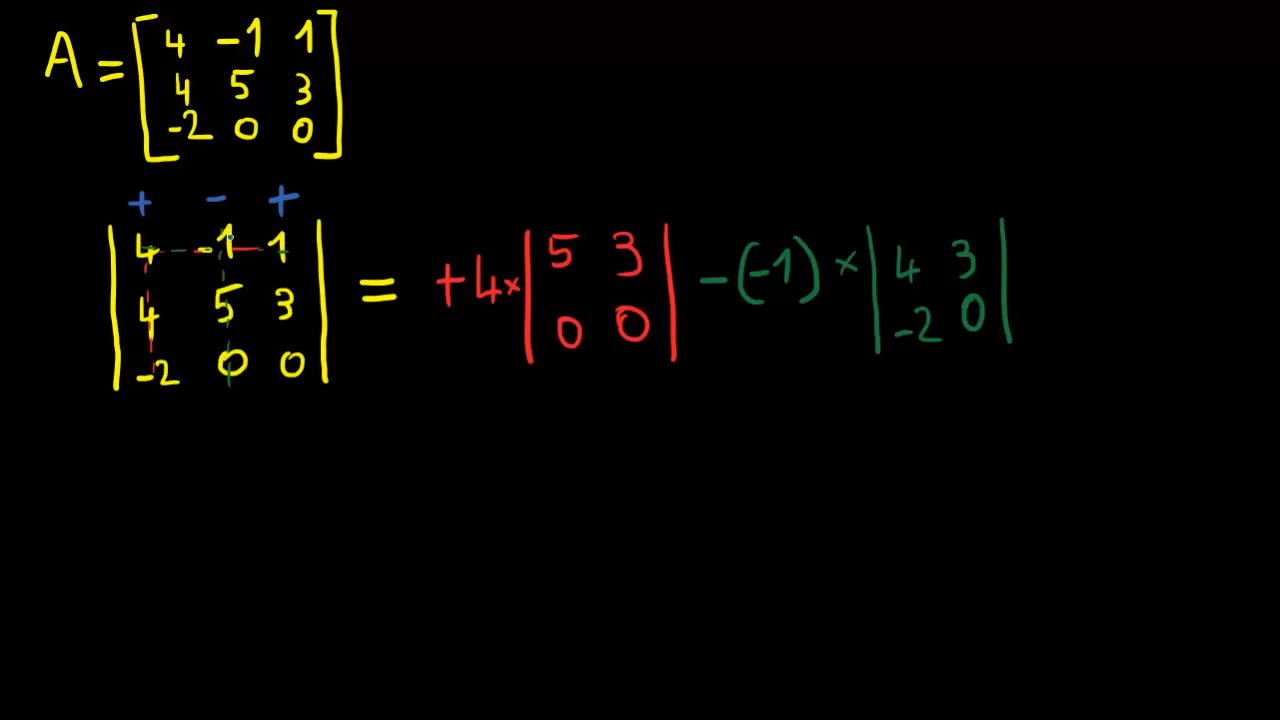 A = [ 4 -1 1
4 5 3
-2 0 0 ]
+ - +
| 4 -1 1 | = +4× | 5 3 | -(-1) × | 4 3 |
| 4 5 3 | | 0 0 | | -2 0 |
| -2 0 0 |